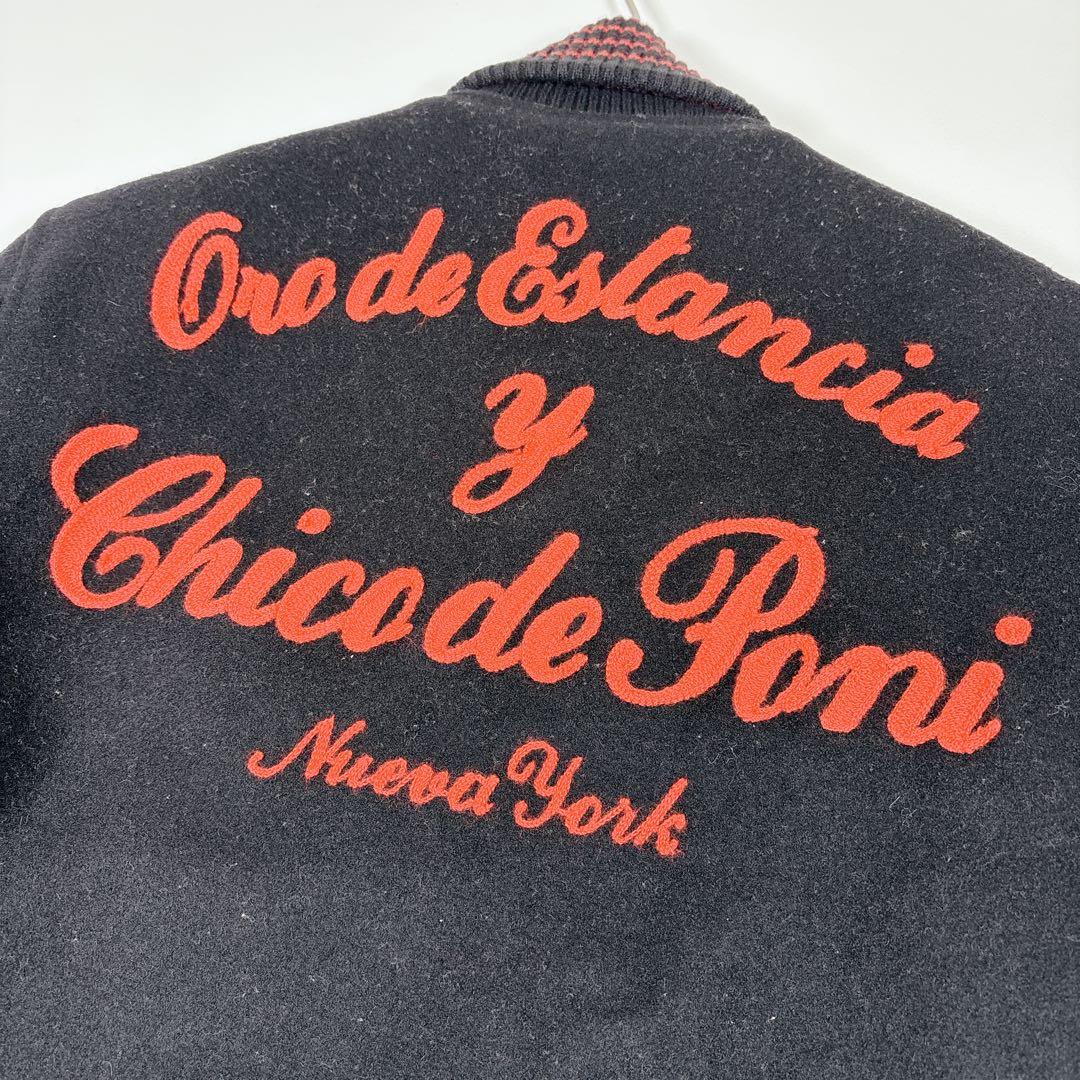 Oro de Estancia
y
Chico de Poni
Nueva York